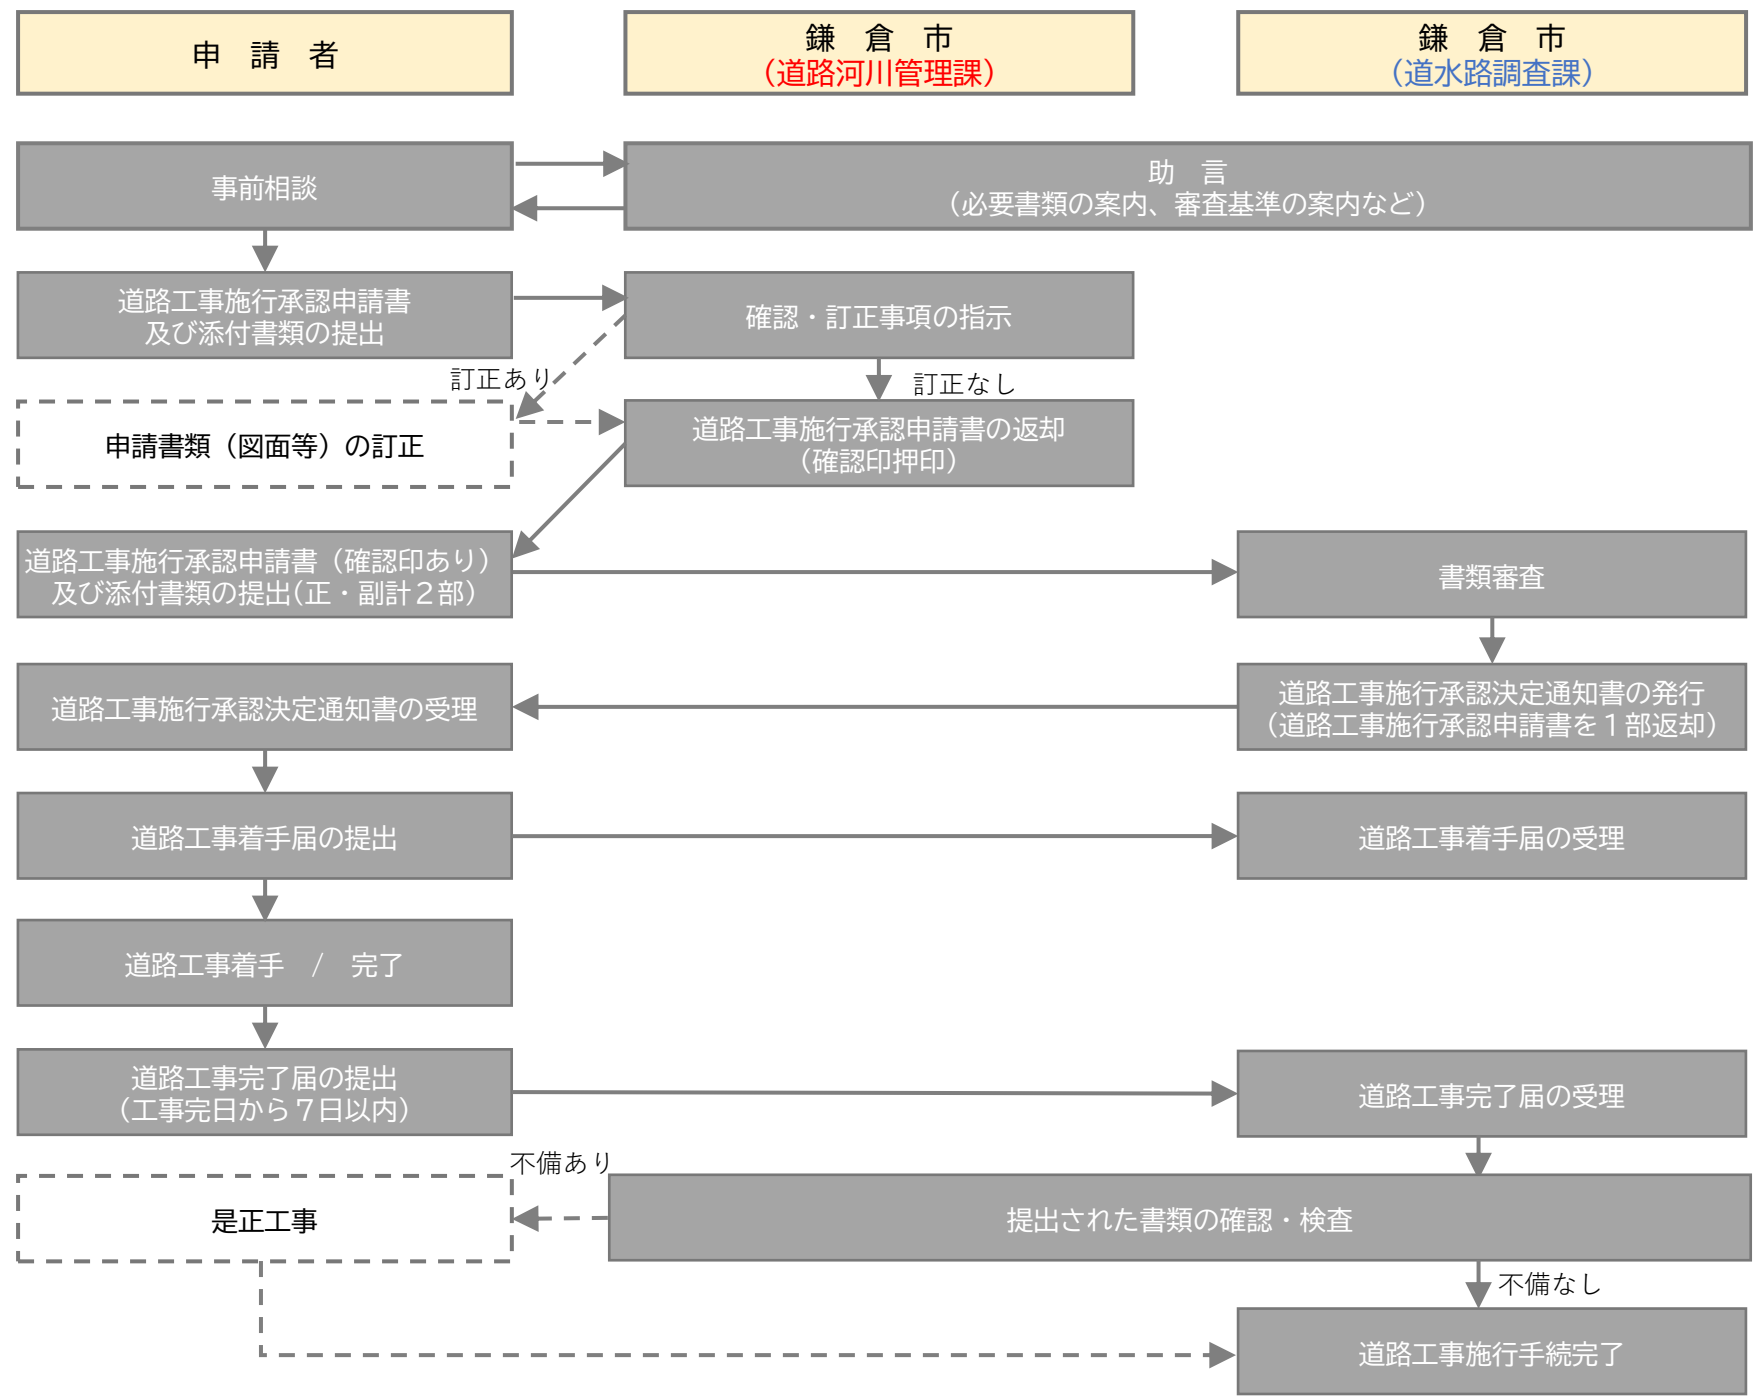 申　請　者
鎌　倉　市
（道路河川管理課）
鎌　倉　市
（道水路調査課）
事前相談
助　言
（必要書類の案内、審査基準の案内など）
道路工事施行承認申請書
及び添付書類の提出
確認・訂正事項の指示
訂正あり
訂正なし
申請書類（図面等）の訂正
道路工事施行承認申請書の返却
（確認印押印）
道路工事施行承認申請書（確認印あり）
及び添付書類の提出（正・副計２部）
書類審査
道路工事施行承認決定通知書の受理
道路工事施行承認決定通知書の発行
（道路工事施行承認申請書を１部返却）
道路工事着手届の提出
道路工事着手届の受理
道路工事着手　/　完了
道路工事完了届の提出
（工事完日から７日以内）
道路工事完了届の受理
不備あり
是正工事
提出された書類の確認・検査
不備なし
道路工事施行手続完了